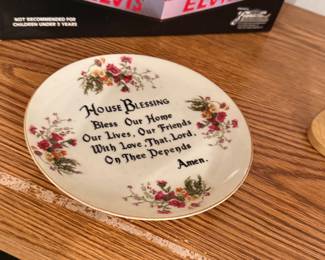 ELVIS ELVIS
NOT RECOMMENDED FOR
CHILDREN UNDER 3 YEARS
House Blessing
Bless Our Home
Our Lives, Our Friends
With Love, That, Lord,
On Thee Depends
Amen.